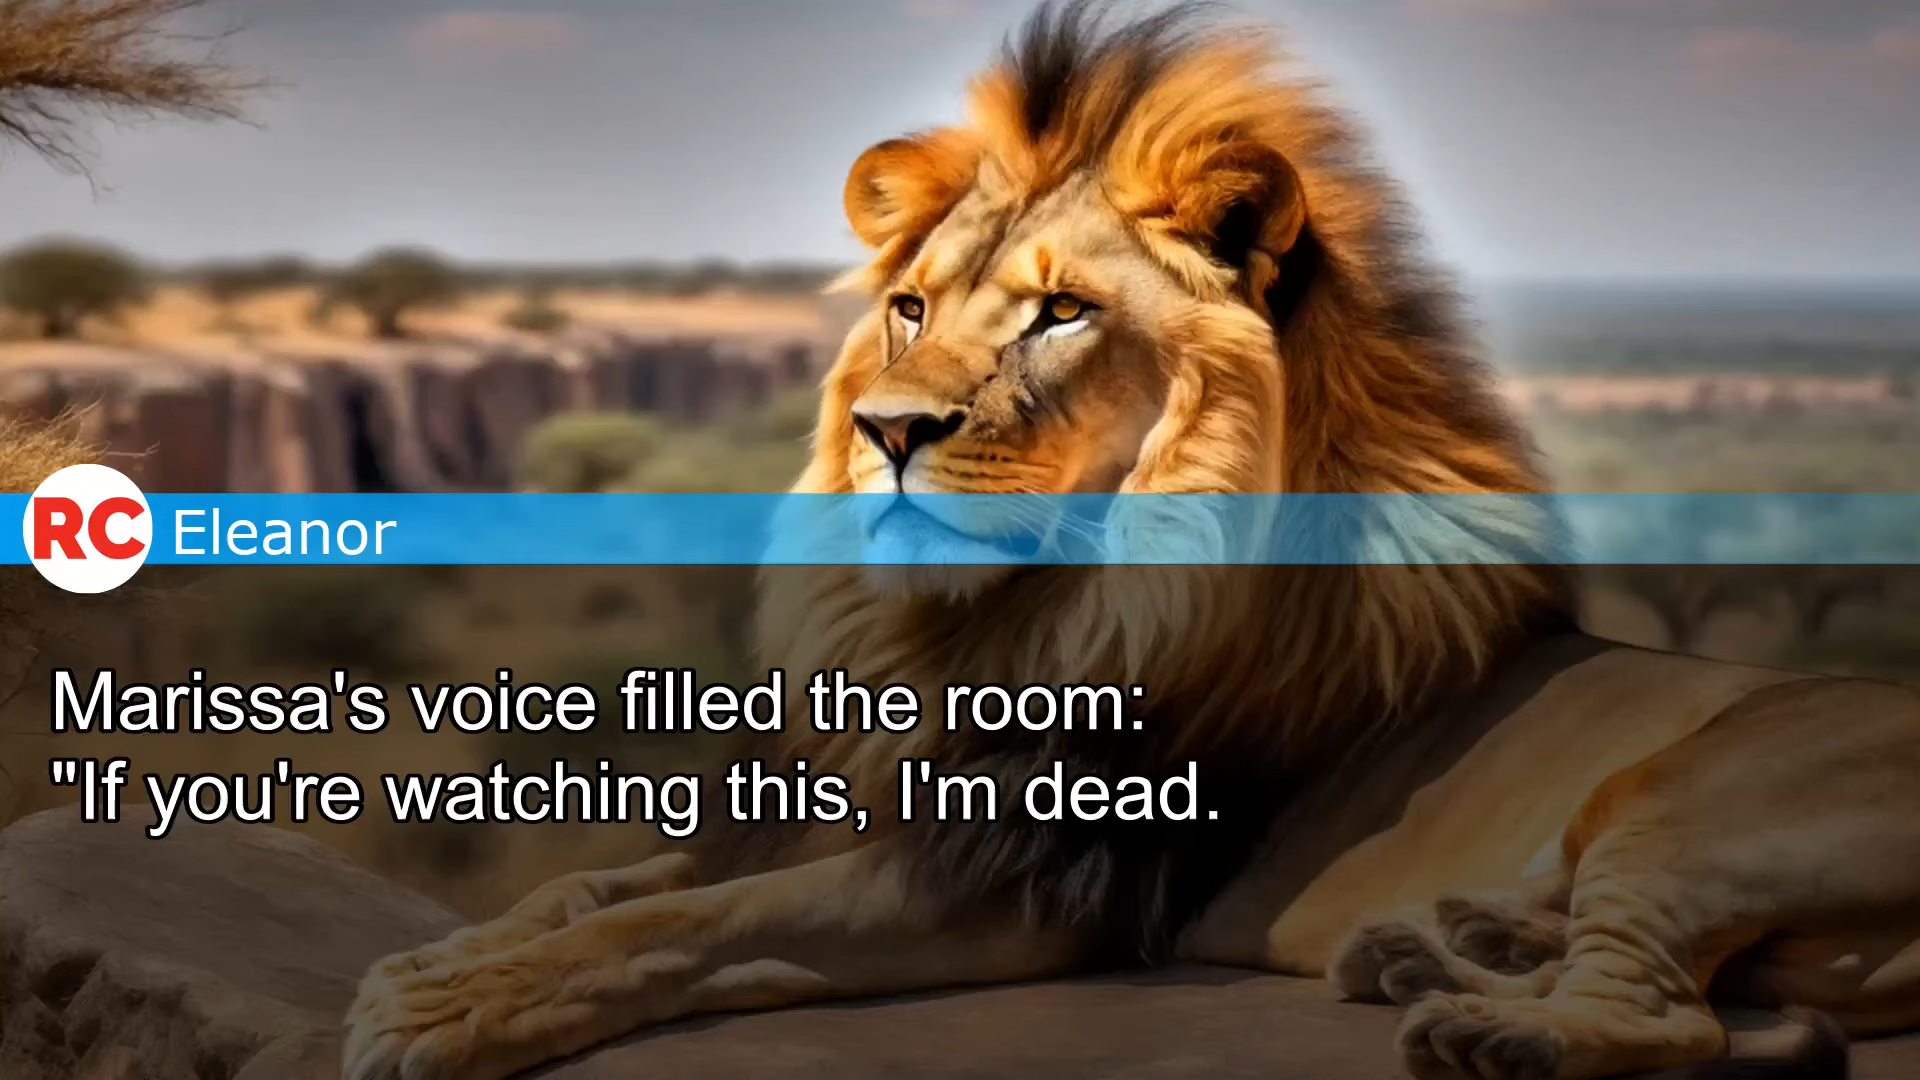 RC Eleanor
Marissa's voice filled the room:
"If you're watching this, I'm dead.